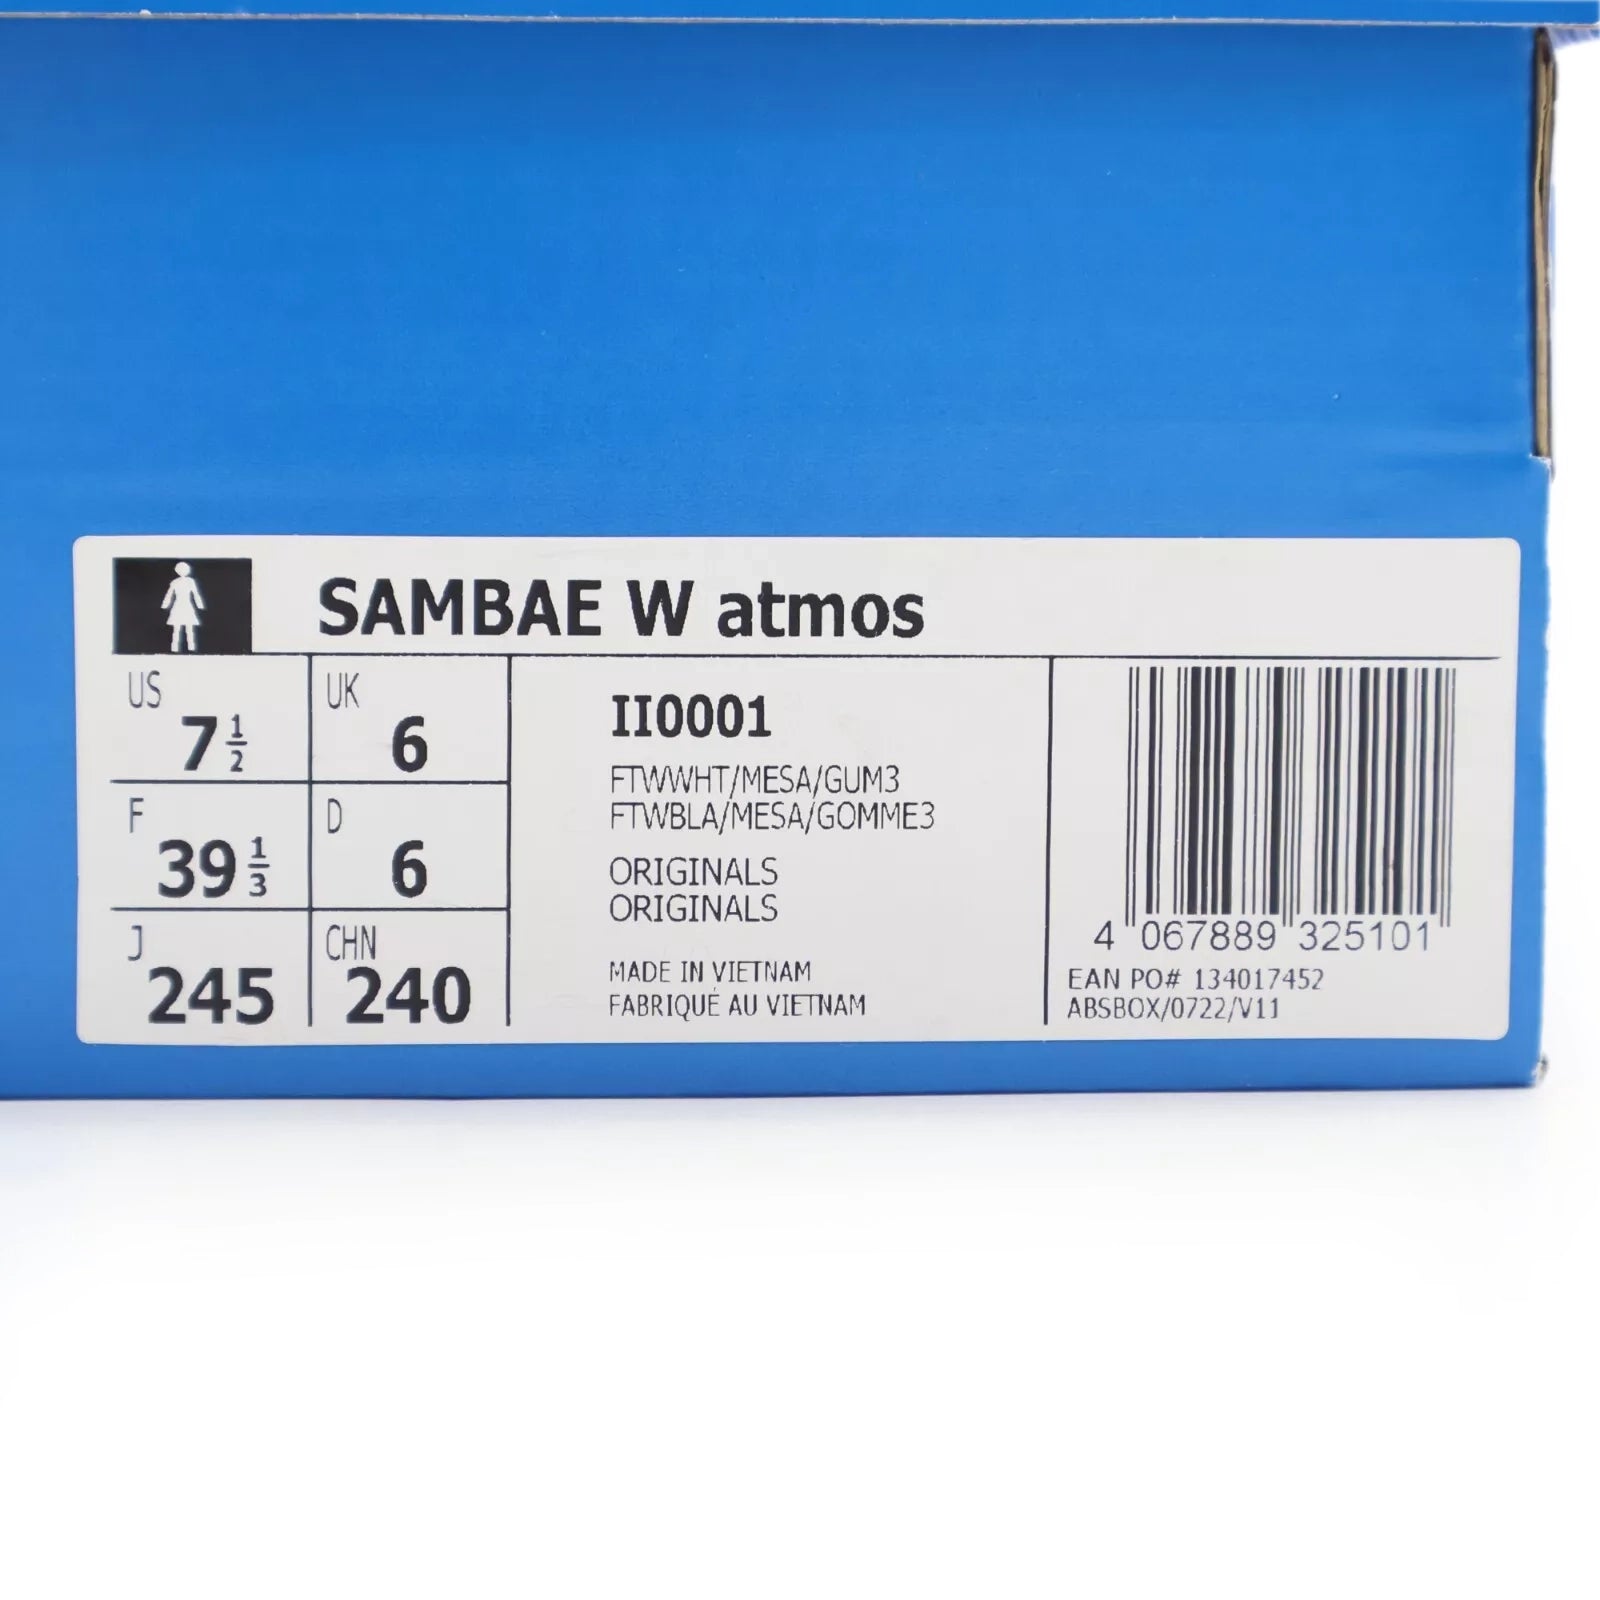 SAMBAE W atmos
US 7 1/2
UK 6
F 39 1/3
D 6
J 245
CHN 240
II0001
FTWWHT/MESA/GUM3
FTWBLA/MESA/GOMME3
ORIGINALS
ORIGINALS
MADE IN VIETNAM
FABRIQUÉ AU VIETNAM
4 067889 325101
EAN PO# 134017452
ABSBOX/0722/V11